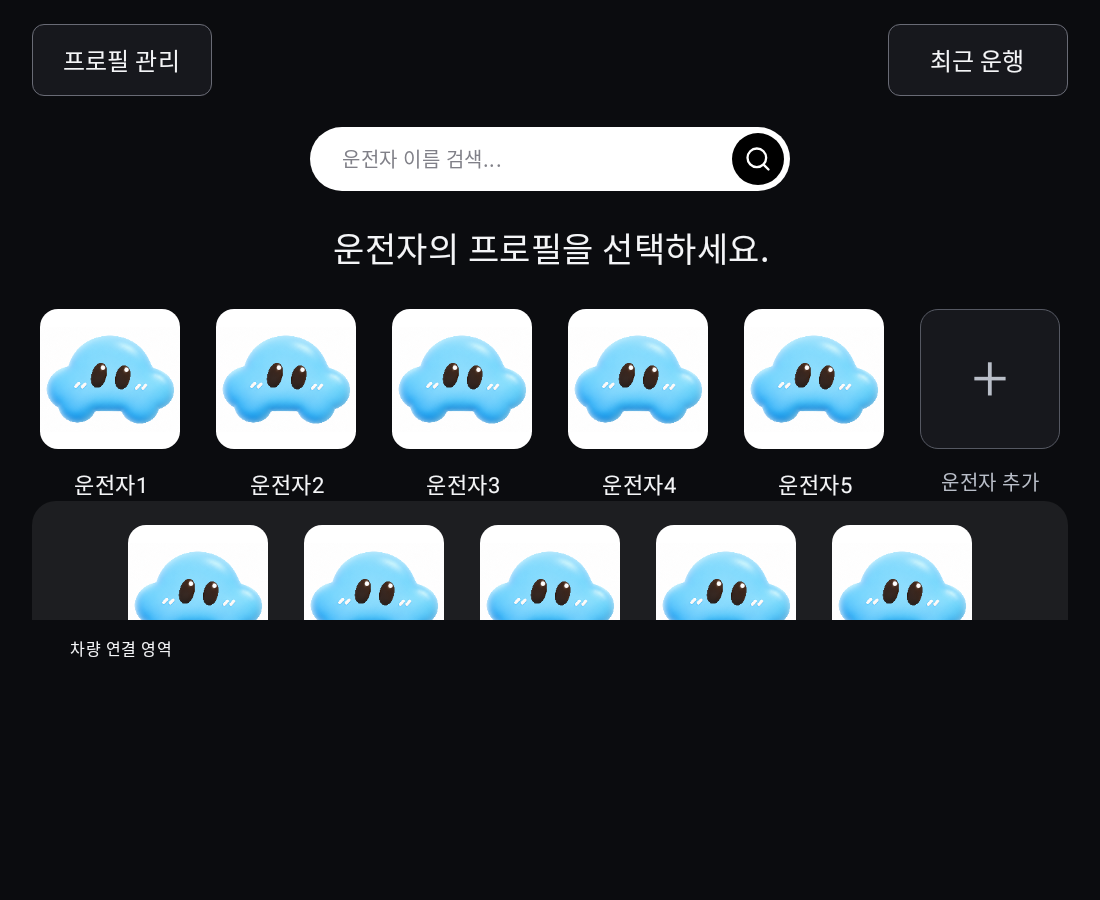 프로필 관리
최근 운행
운전자 이름 검색...
운전자의 프로필을 선택하세요.
운전자1
운전자2
운전자3
운전자4
운전자5
운전자 추가
차량 연결 영역